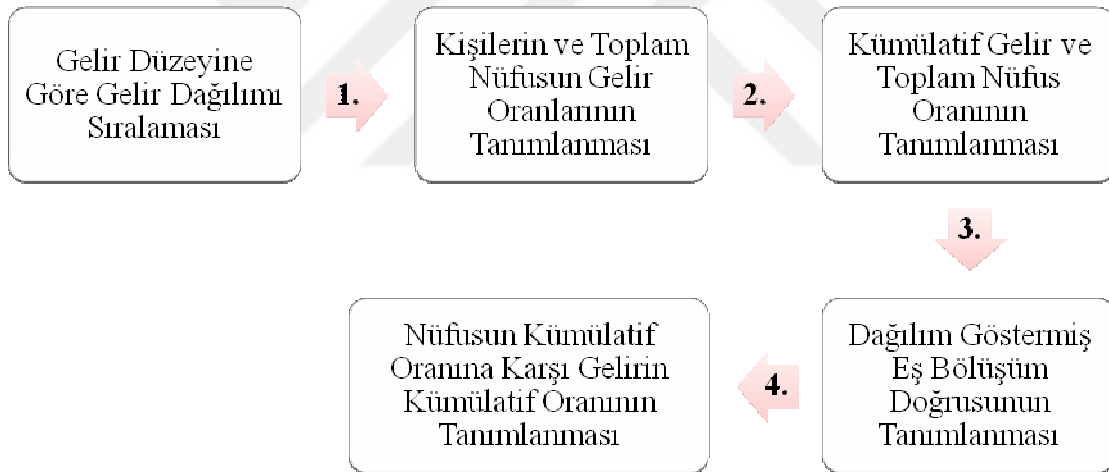 Gelir Düzeyine
Göre Gelir Dağılımı
Sıralaması
1.
Kişilerin ve Toplam
Nüfusun Gelir
Oranlarının
Tanımlanması
2.
Kümülatif Gelir ve
Toplam Nüfus
Oranının
Tanımlanması
3.
Dağılım Göstermiş
Eş Bölüşüm
Doğrusunun
Tanımlanması
4.
Nüfusun Kümülatif
Oranına Karşı Gelirin
Kümülatif Oranının
Tanımlanması